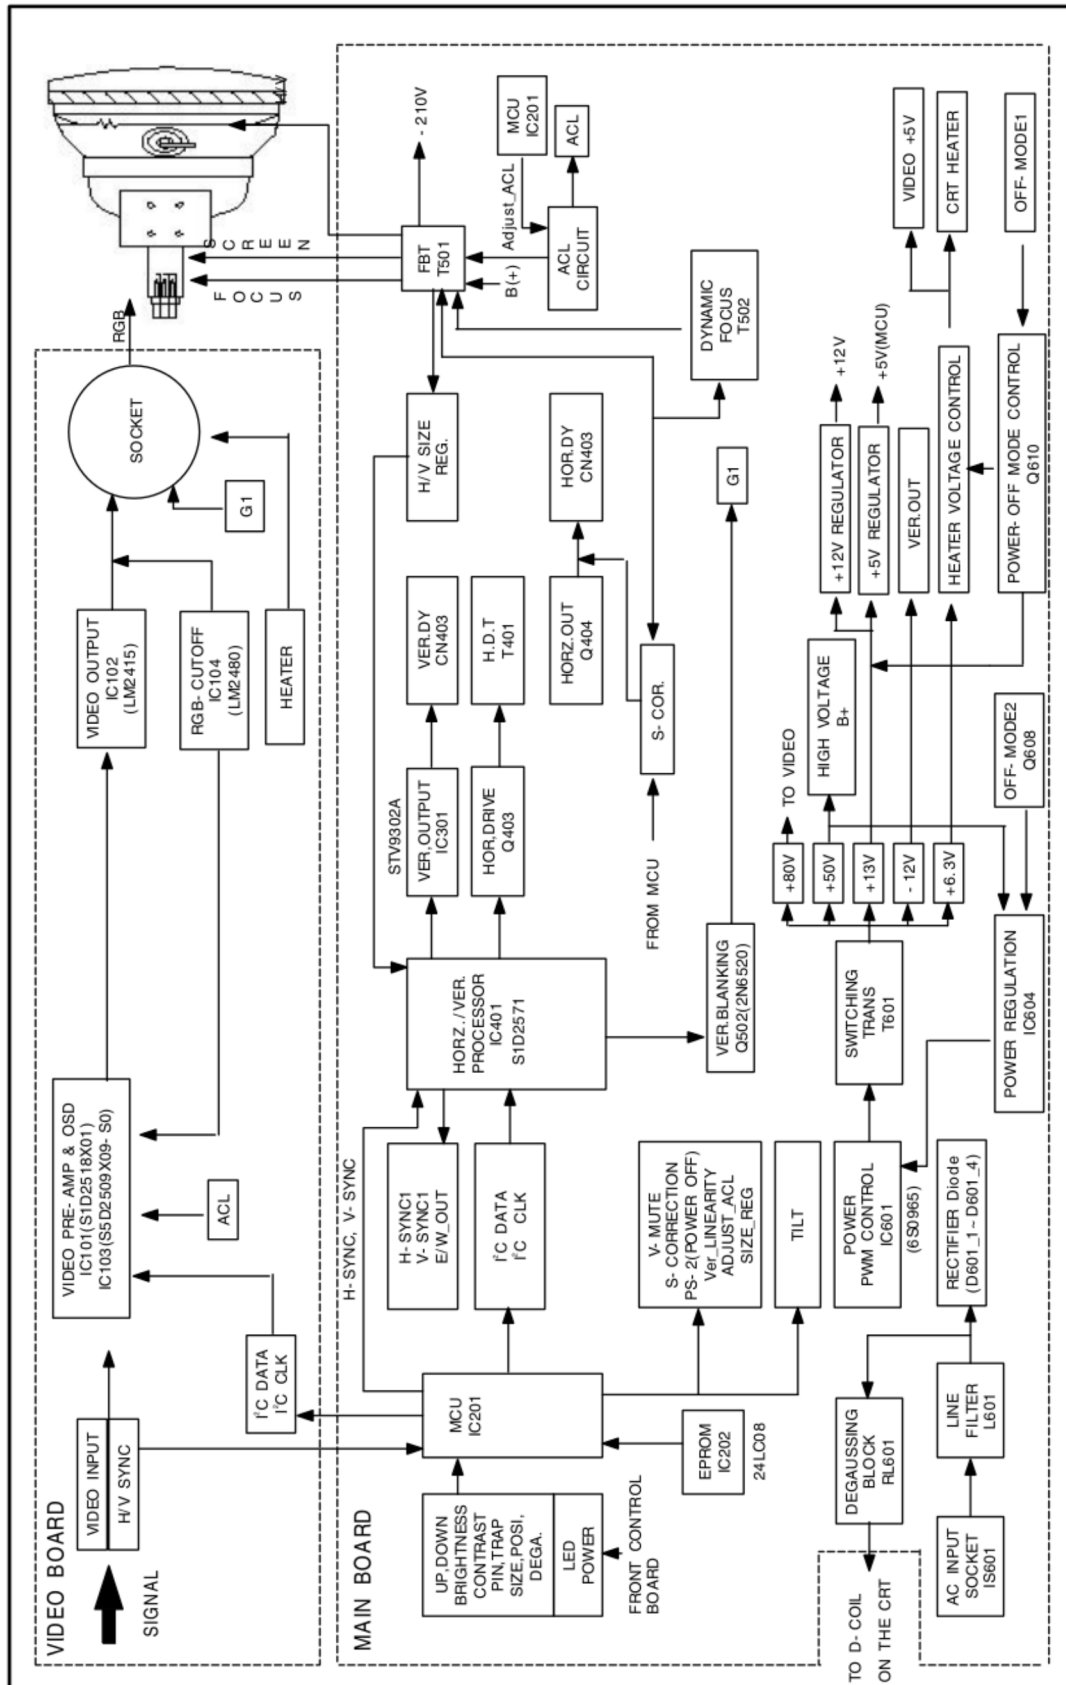 VIDEO BOARD
SIGNAL
VIDEO INPUT
H/V SYNC
VIDEO PRE- AMP & OSD
IC101(S1D2518X01)
IC103(S5D2509X09- S0)
ACL
I²C DATA
I²C CLK
VIDEO OUTPUT
IC102
(LM2415)
RGB- CUTOFF
IC104
(LM2480)
HEATER
G1
SOCKET
RGB
FOCUS
SCREEN
MAIN BOARD
UP,DOWN
BRIGHTNESS
CONTRAST
PIN,TRAP
SIZE,POSI,
DEGA.
LED
POWER
FRONT CONTROL
BOARD
MCU
IC201
EPROM
IC202
24LC08
H- SYNC, V- SYNC
H- SYNC1
V- SYNC1
E/W_OUT
I²C DATA
I²C CLK
V- MUTE
S- CORRECTION
PS- 2(POWER OFF)
Ver_LINEARITY
ADJUST_ACL
SIZE_REG
TILT
HORZ./VER.
PROCESSOR
IC401
S1D2571
STV9302A
VER,OUTPUT
IC301
HOR,DRIVE
Q403
VER.DY
CN403
H.D.T
T401
H/V SIZE
REG.
HORZ.OUT
Q404
HOR.DY
CN403
S- COR.
FROM MCU
VER.BLANKING
Q502(2N6520)
G1
DYNAMIC
FOCUS
T502
FBT
T501
- 210V
B(+)
Adjust_ACL
MCU
IC201
ACL
CIRCUIT
ACL
AC INPUT
SOCKET
IS601
LINE
FILTER
L601
DEGAUSSING
BLOCK
RL601
TO D- COIL
ON THE CRT
RECTIFIER Diode
(D601_1~ D601_4)
POWER
PWM CONTROL
IC601
(6S0965)
SWITCHING
TRANS
T601
POWER REGULATION
IC604
+80V
+50V
+13V
- 12V
+6.3V
TO VIDEO
HIGH VOLTAGE
B+
OFF- MODE2
Q608
+12V REGULATOR
+12V
+5V REGULATOR
+5V(MCU)
VER.OUT
HEATER VOLTAGE CONTROL
POWER- OFF MODE CONTROL
Q610
VIDEO +5V
CRT HEATER
OFF- MODE1